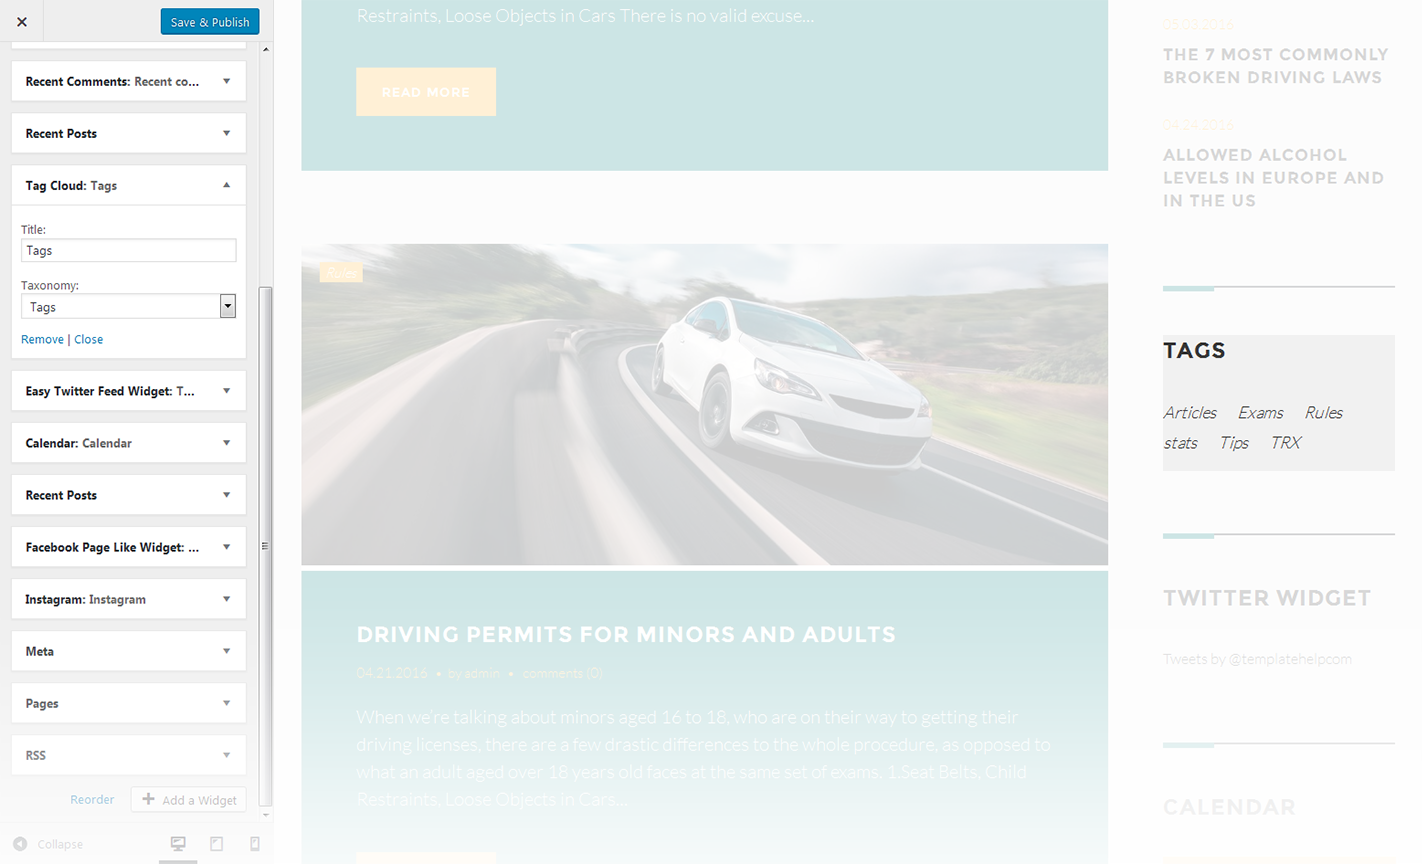 Save & Publish
Recent Comments: Recent co...
Recent Posts
Tag Cloud: Tags
Title:
Tags
Taxonomy:
Tags
Remove | Close
Easy Twitter Feed Widget: T...
Calendar: Calendar
Recent Posts
Facebook Page Like Widget: ...
Instagram: Instagram
Meta
Pages
RSS
Reorder
Add a Widget
Collapse
Restraints, Loose Objects in Cars There is no valid excuse...
READ MORE
Rules
DRIVING PERMITS FOR MINORS AND ADULTS
04.21.2016 • by admin • comments (0)
When we're talking about minors aged 16 to 18, who are on their way to getting their
driving licenses, there are a few drastic differences to the whole procedure, as opposed to
what an adult aged over 18 years old faces at the same set of exams. 1.Seat Belts, Child
Restraints, Loose Objects in Cars...
05.03.2016
THE 7 MOST COMMONLY
BROKEN DRIVING LAWS
04.24.2016
ALLOWED ALCOHOL
LEVELS IN EUROPE AND
IN THE US
TAGS
Articles Exams Rules
stats Tips TRX
TWITTER WIDGET
Tweets by @templatehelpcom
CALENDAR